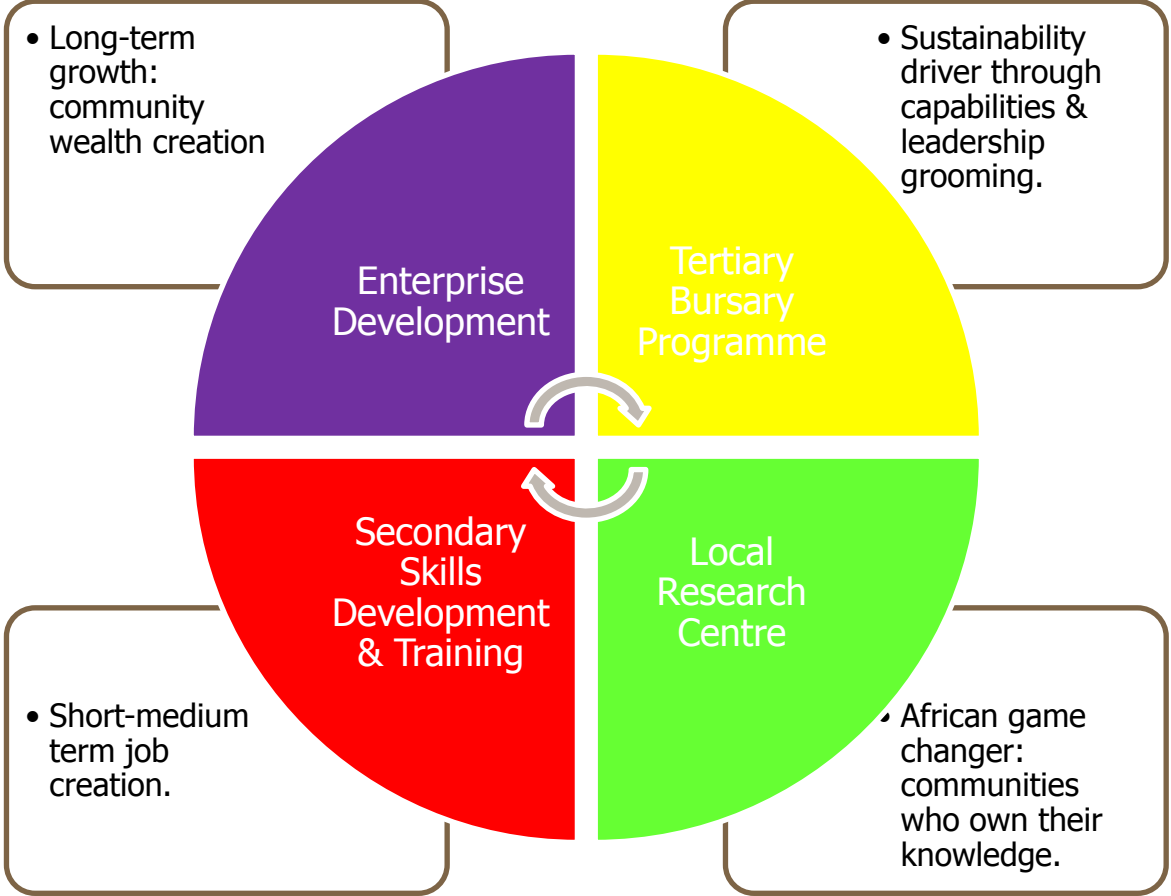 • Long-term
growth:
community
wealth creation
• Sustainability
driver through
capabilities &
leadership
grooming.
Enterprise
Development
Tertiary
Bursary
Programme
Secondary
Skills
Development
& Training
Local
Research
Centre
• Short-medium
term job
creation.
• African game
changer:
communities
who own their
knowledge.